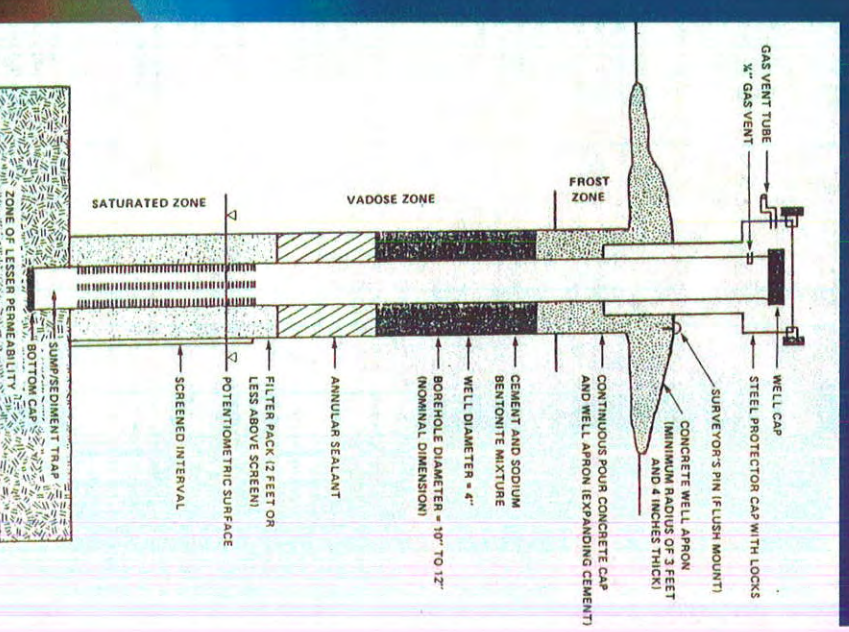 GAS VENT TUBE
¼" GAS VENT
WELL CAP
STEEL PROTECTOR CAP WITH LOCKS
SURVEYOR'S PIN (FLUSH MOUNT)
CONCRETE WELL APRON
(MINIMUM RADIUS OF 3 FEET
AND 4 INCHES THICK)
FROST
ZONE
CONTINUOUS POUR CONCRETE CAP
AND WELL APRON (EXPANDING CEMENT)
CEMENT AND SODIUM
BENTONITE MIXTURE
VADOSE ZONE
WELL DIAMETER = 4"
BOREHOLE DIAMETER = 10" TO 12"
(NOMINAL DIMENSION)
ANNULAR SEALANT
FILTER PACK (2 FEET OR
LESS ABOVE SCREEN)
POTENTIOMETRIC SURFACE
SATURATED ZONE
SCREENED INTERVAL
SUMP/SEDIMENT TRAP
BOTTOM CAP
ZONE OF LESSER PERMEABILITY